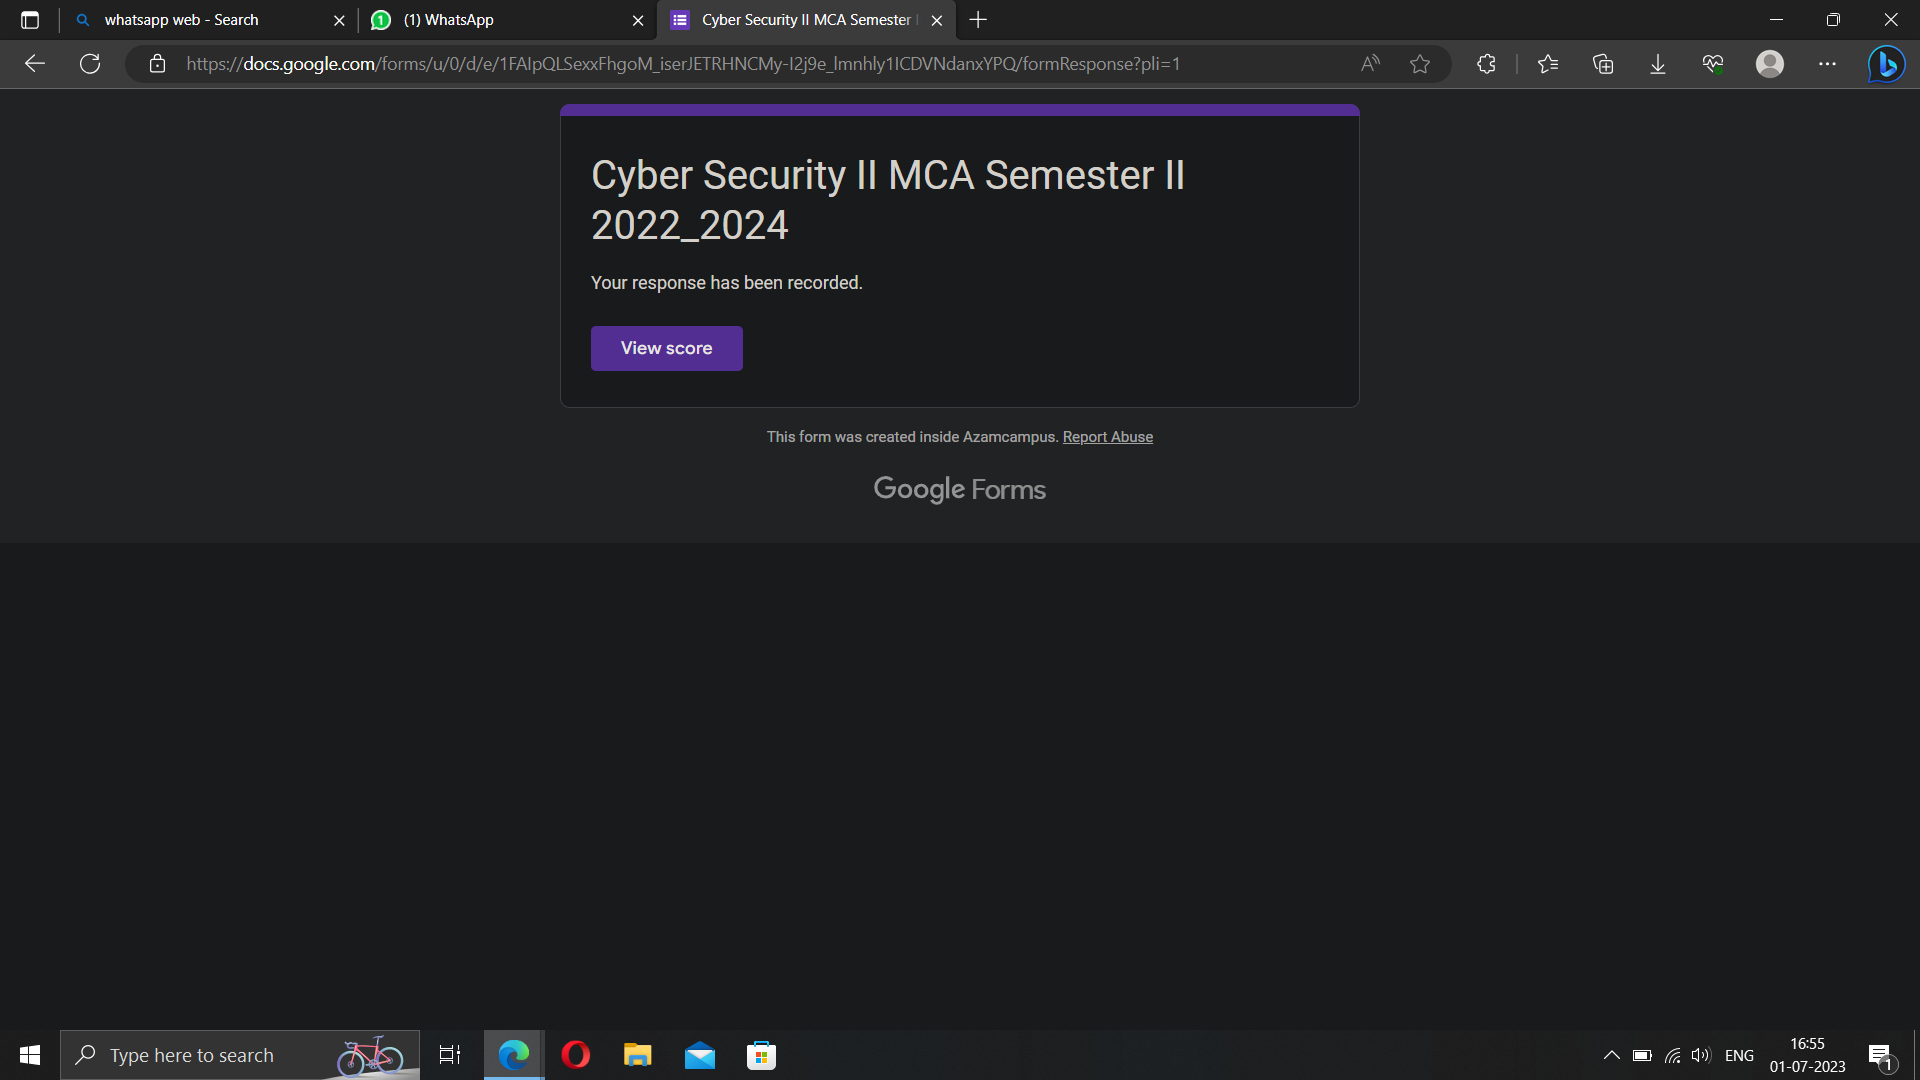 whatsapp web - Search
(1) WhatsApp
Cyber Security II MCA Semester
https://docs.google.com/forms/u/0/d/e/1FAIpQLSexxFhgoM_iserJETRHNCMy-I2j9e_lmnhly1ICDVNdanxYPQ/formResponse?pli=1
Cyber Security II MCA Semester II
2022_2024
Your response has been recorded.
View score
This form was created inside Azamcampus. Report Abuse
Google Forms
Type here to search
ENG
16:55
01-07-2023
1